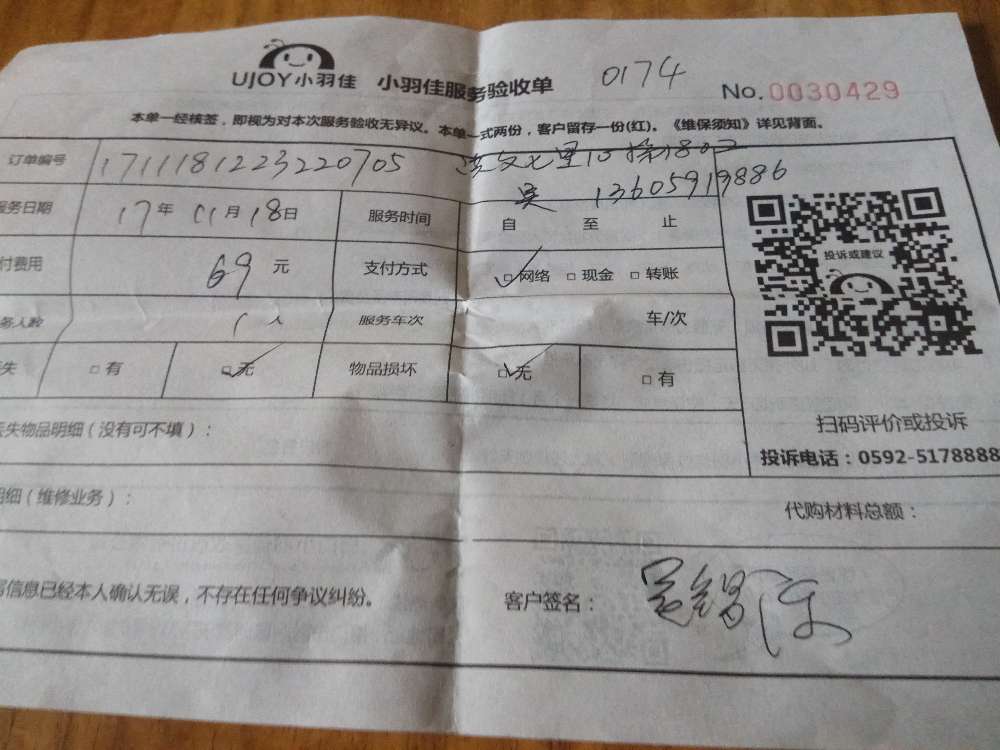 UJOY小羽佳 小羽佳服务验收单 0174 No.0030429
本单一经核签，即视为对本次服务验收无异议。本单一式两份，客户留存一份(红)。《维保须知》详见背面。
订单编号 1711181223220705
吴 13605919886
服务日期 17年 11月 18日 服务时间 自 至 止
付费用 69 元 支付方式 □网络 □现金 □转账
务人数 1 人 服务车次 车/次
失 □有 □无 物品损坏 □无 □有
投诉或建议
扫码评价或投诉
投诉电话：0592-5178888
丢失物品明细（没有可不填）：
明细（维修业务）：
代购材料总额：
写信息已经本人确认无误，不存在任何争议纠纷。 客户签名：